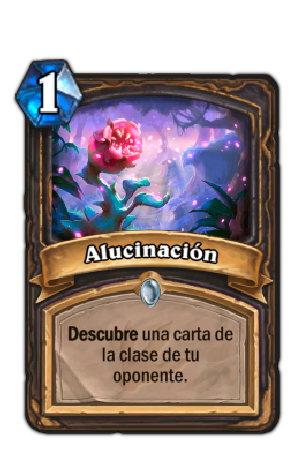 1
Alucinación
Descubre una carta de
la clase de tu
oponente.